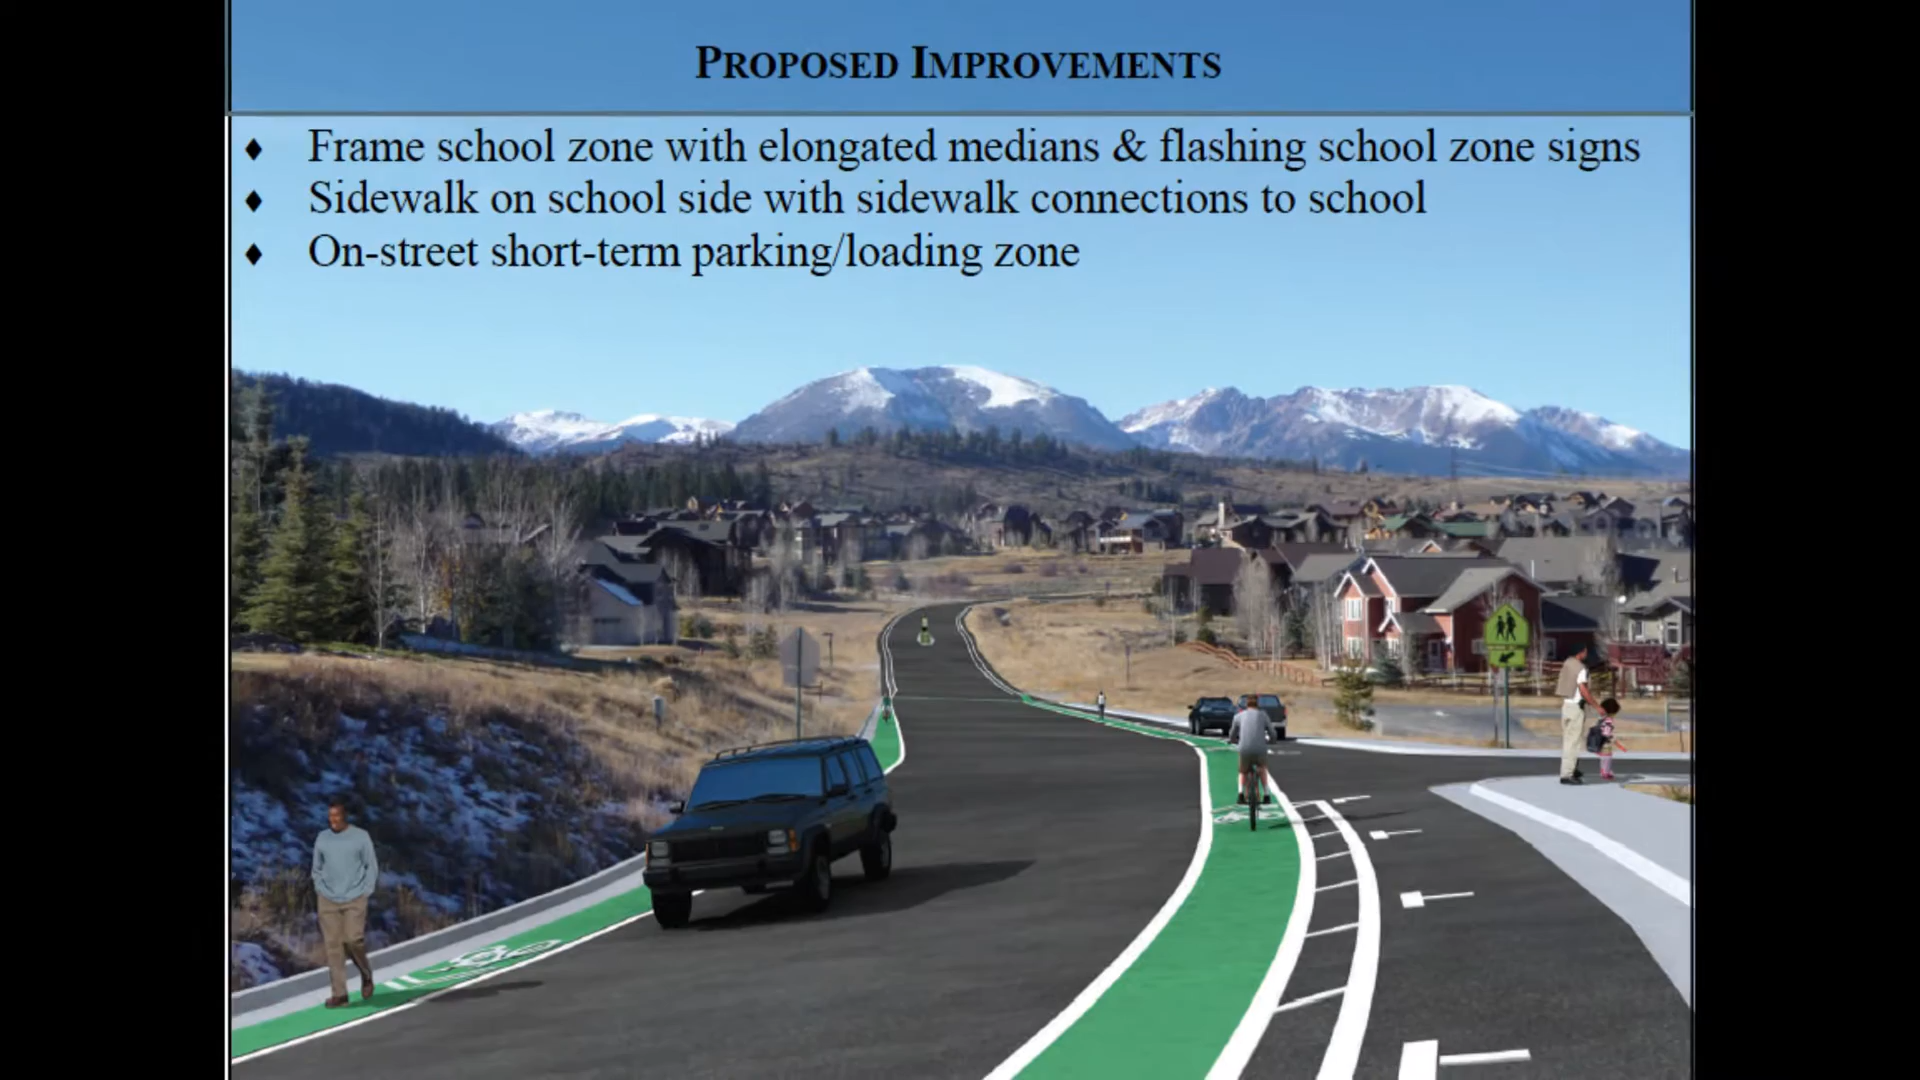 PROPOSED IMPROVEMENTS
♦ Frame school zone with elongated medians & flashing school zone signs
♦ Sidewalk on school side with sidewalk connections to school
♦ On-street short-term parking/loading zone